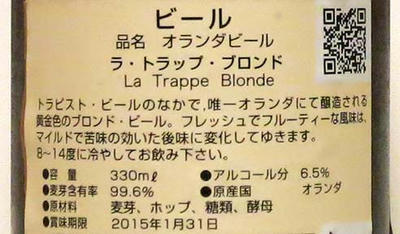 ビール
品名 オランダビール
ラ・トラップ・ブロンド
La Trappe Blonde
トラピスト・ビールのなかで,唯一オランダにて醸造される
黄金色のブロンド・ビール。フレッシュでフルーティーな風味は、
マイルドで苦味の効いた後味に変化してゆきます。
8~14度に冷やしてお飲み下さい。
●容量 330mℓ ●アルコール分 6.5%
●麦芽含有率 99.6% ●原産国 オランダ
●原材料 麦芽、ホップ、糖類、酵母
●賞味期限 2015年1月31日